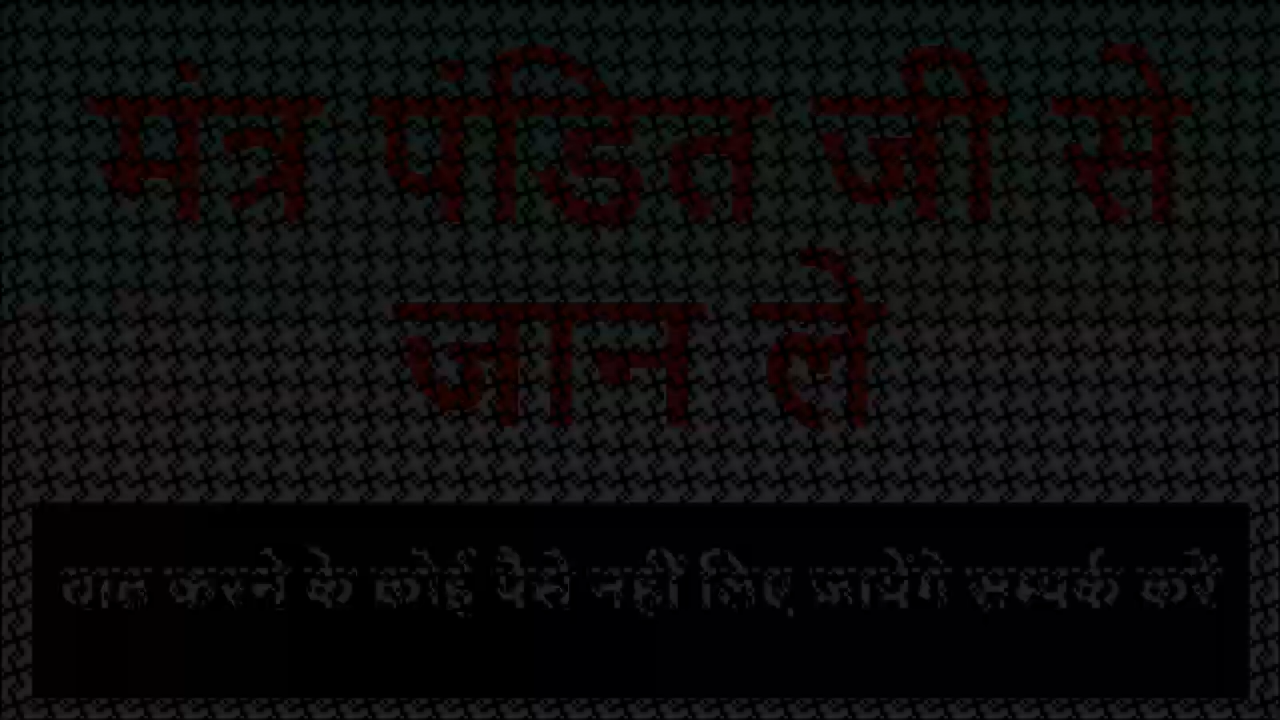 मंत्र पंडित जी से
जान ले
बात करने के कोई पैसे नहीं लिए जायेंगे सम्पर्क करें